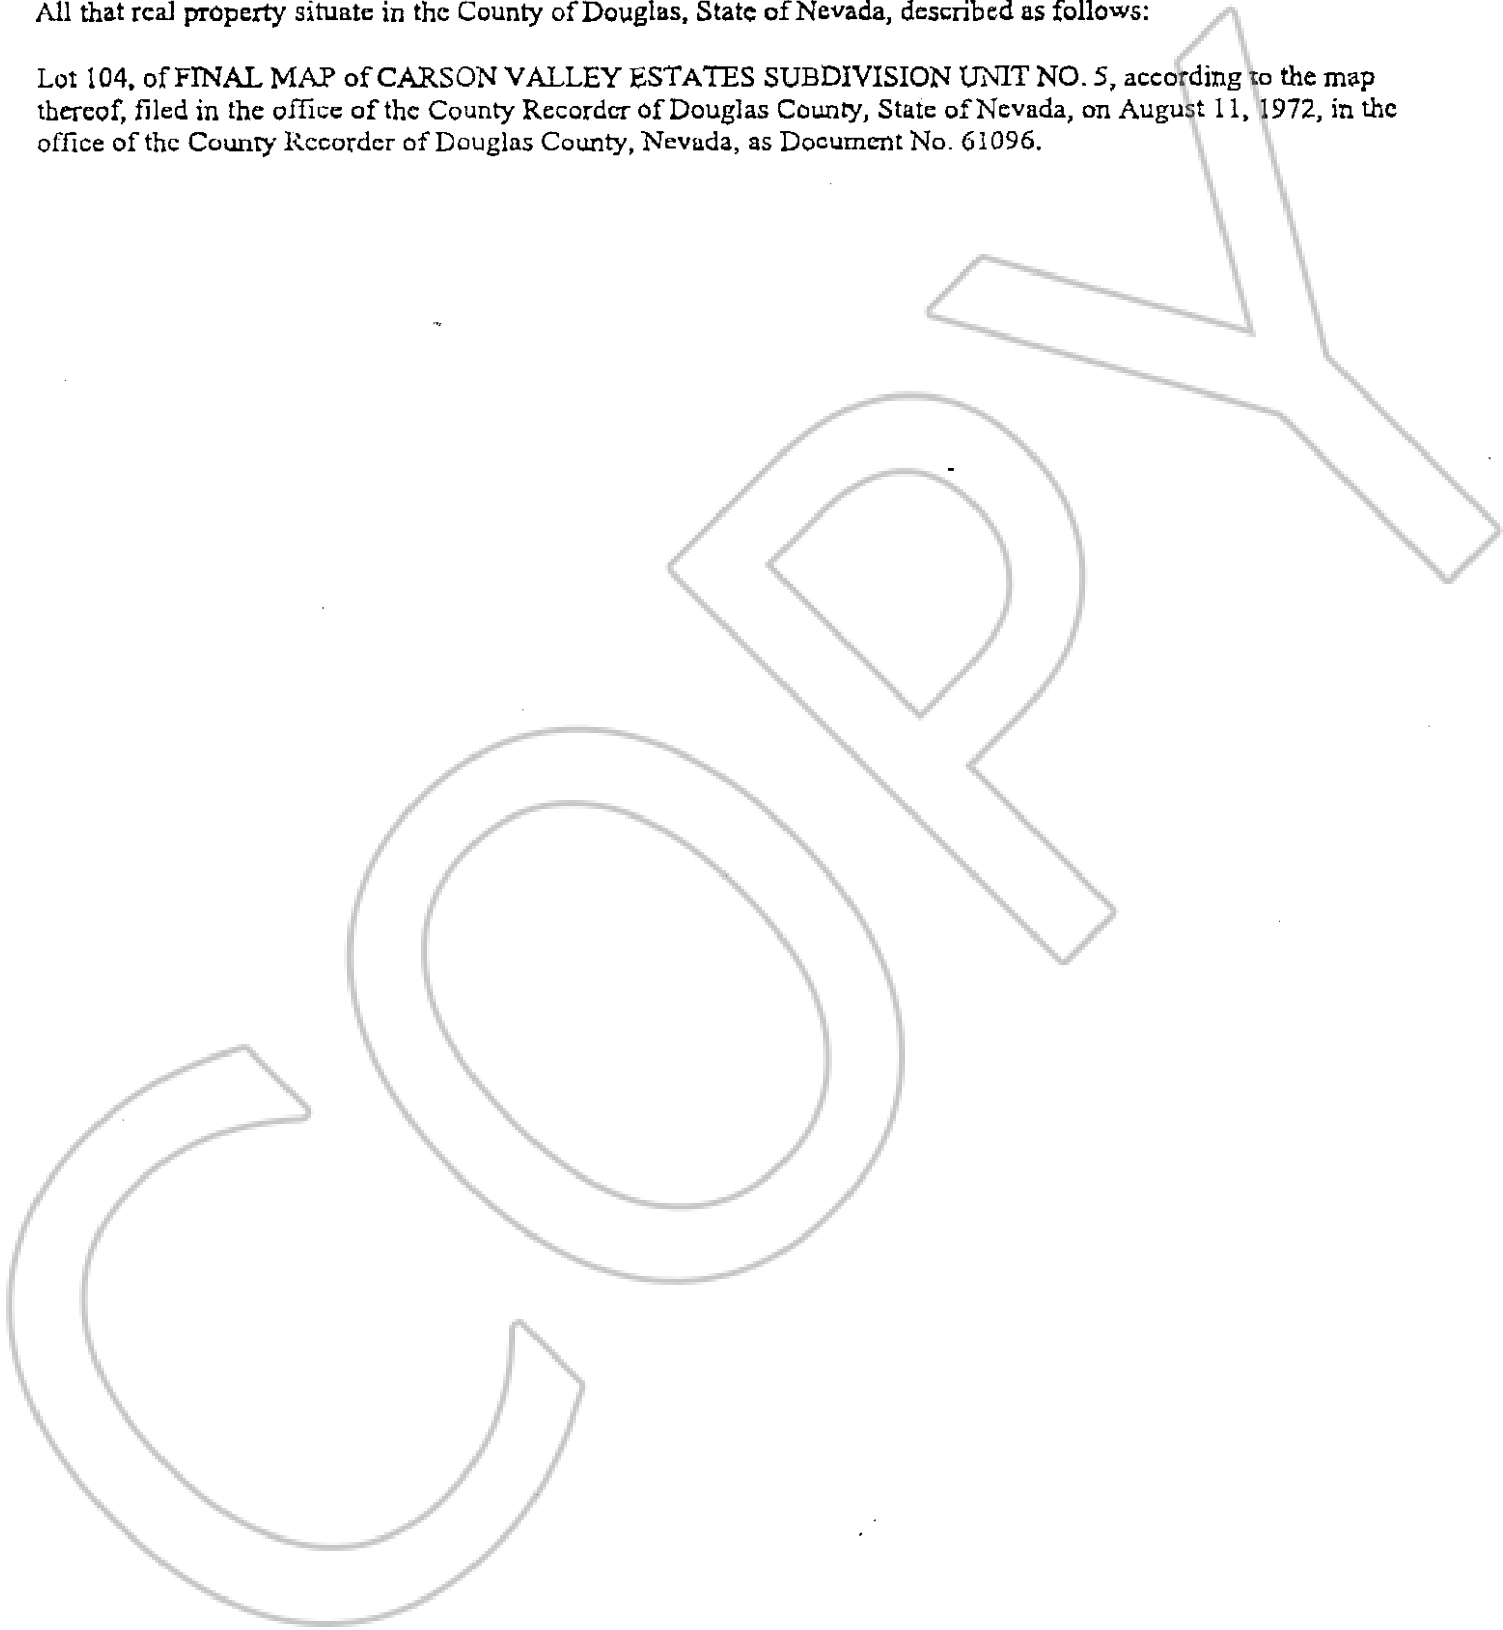 All that real property situate in the County of Douglas, State of Nevada, described as follows:
Lot 104, of FINAL MAP of CARSON VALLEY ESTATES SUBDIVISION UNIT NO. 5, according to the map
thereof, filed in the office of the County Recorder of Douglas County, State of Nevada, on August 11, 1972, in the
office of the County Recorder of Douglas County, Nevada, as Document No. 61096.
COPY